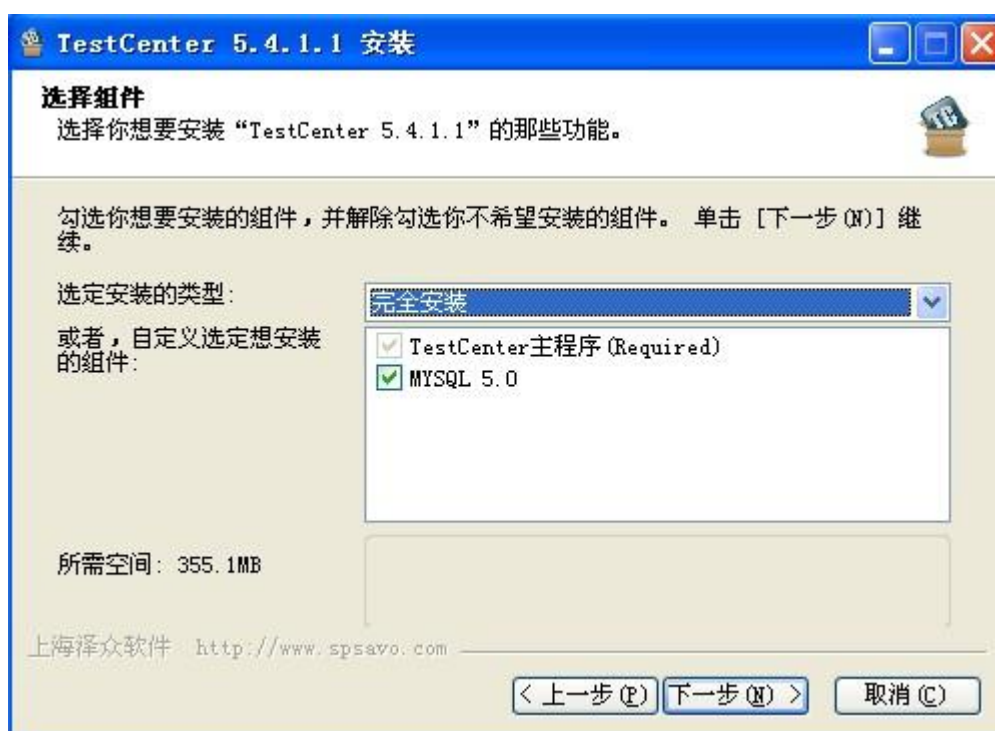 TestCenter 5.4.1.1 安装
选择组件
选择你想要安装“TestCenter 5.4.1.1”的那些功能。
勾选你想要安装的组件，并解除勾选你不希望安装的组件。 单击 [下一步(N)] 继
续。
选定安装的类型:
完全安装
或者，自定义选定想安装
的组件:
TestCenter主程序(Required)
MYSQL 5.0
所需空间: 355.1MB
上海泽众软件 http://www.spsavo.com
< 上一步(P)
下一步(N) >
取消(C)